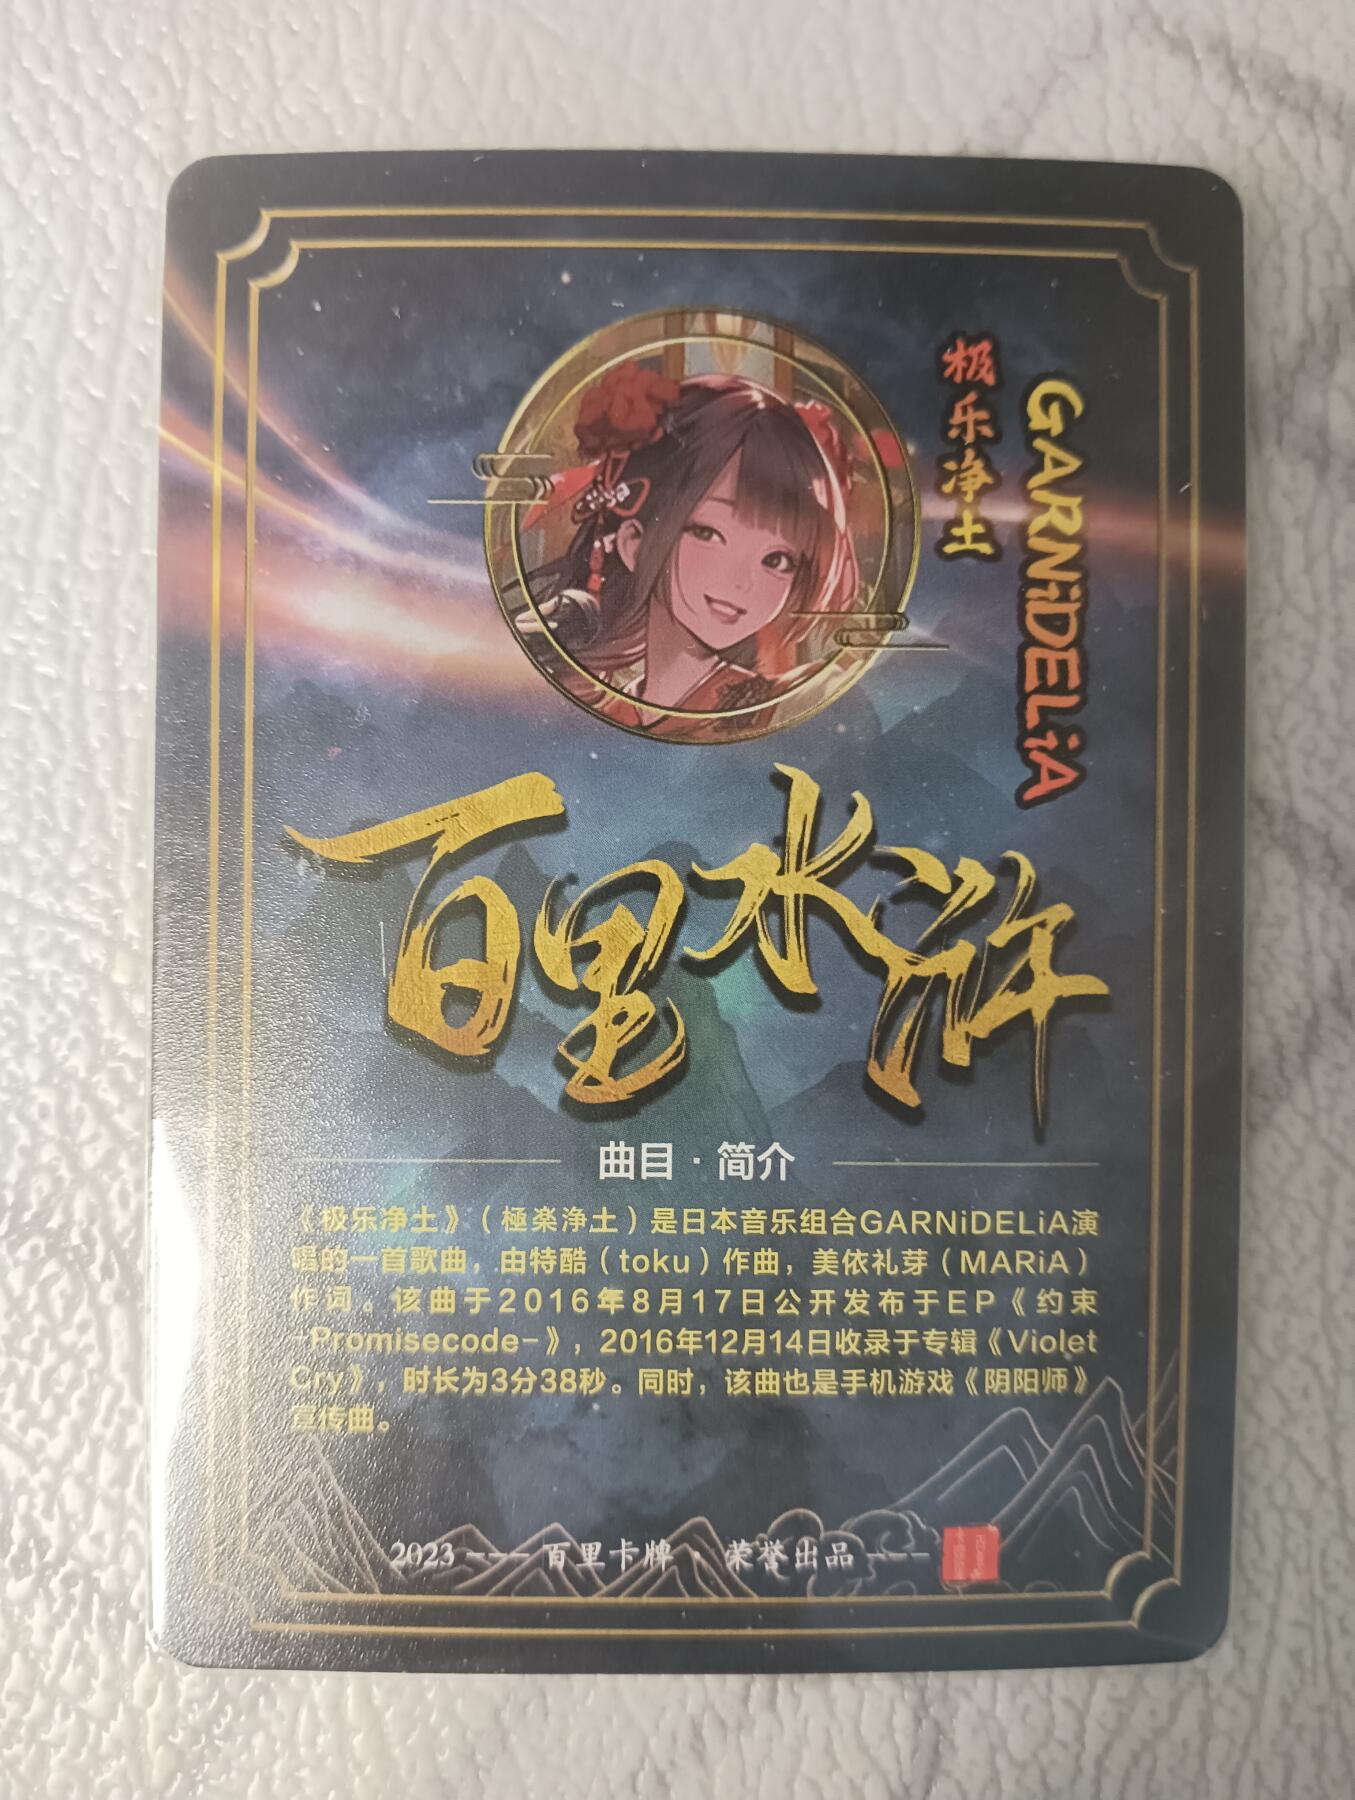 极乐净土
GARNiDELiA
百里水浒
曲目·简介
《极乐净土》（極楽浄土）是日本音乐组合GARNiDELiA演
唱的一首歌曲，由特酷（toku）作曲，美依礼芽（MARiA）
作词。该曲于2016年8月17日公开发布于EP《约束
-Promisecode-》，2016年12月14日收录于专辑《Violet
Cry》，时长为3分38秒。同时，该曲也是手机游戏《阴阳师》
宣传曲。
2023 --- 百里卡牌 · 荣誉出品 ---